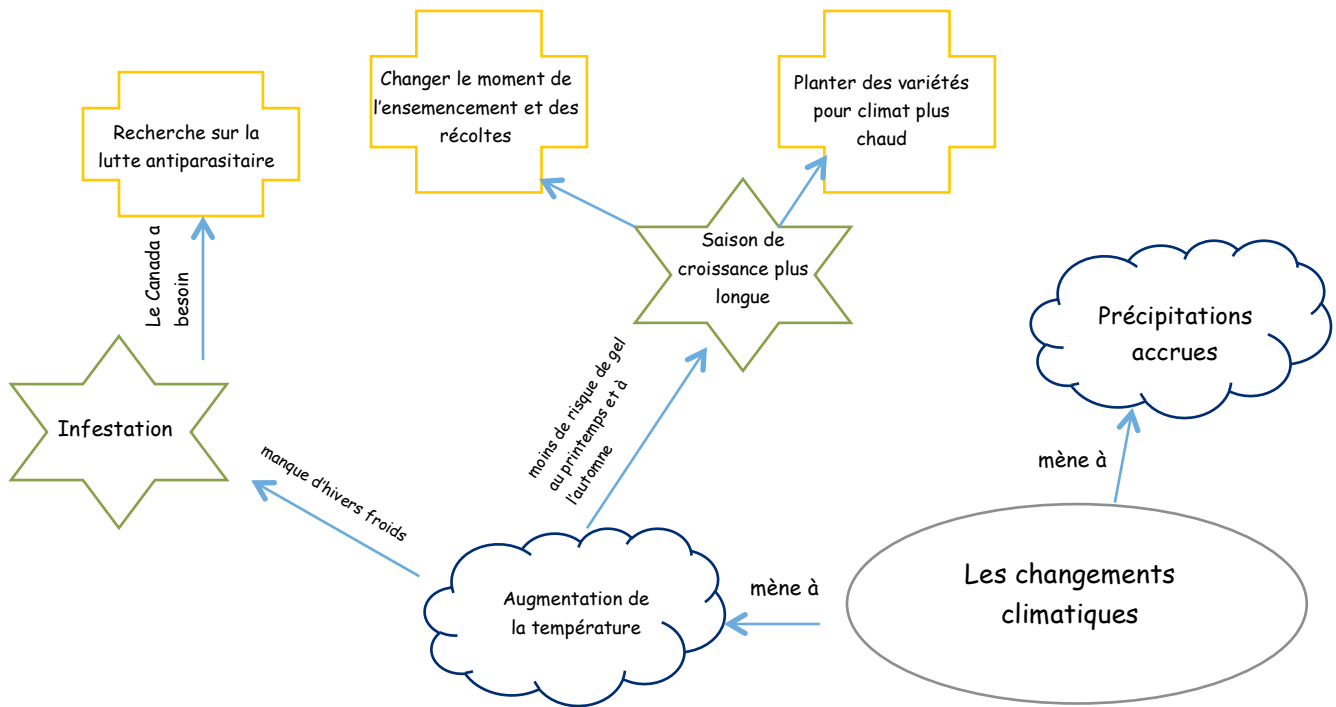 Changer le moment de
l'ensemencement et des
récoltes
Planter des variétés
pour climat plus
chaud
Recherche sur la
lutte antiparasitaire
Le Canada a
besoin
Saison de
croissance plus
longue
Précipitations
accrues
moins de risque de gel
au printemps et à
l'automne
Infestation
manque d'hivers froids
mène à
Les changements
climatiques
mène à
Augmentation de
la température